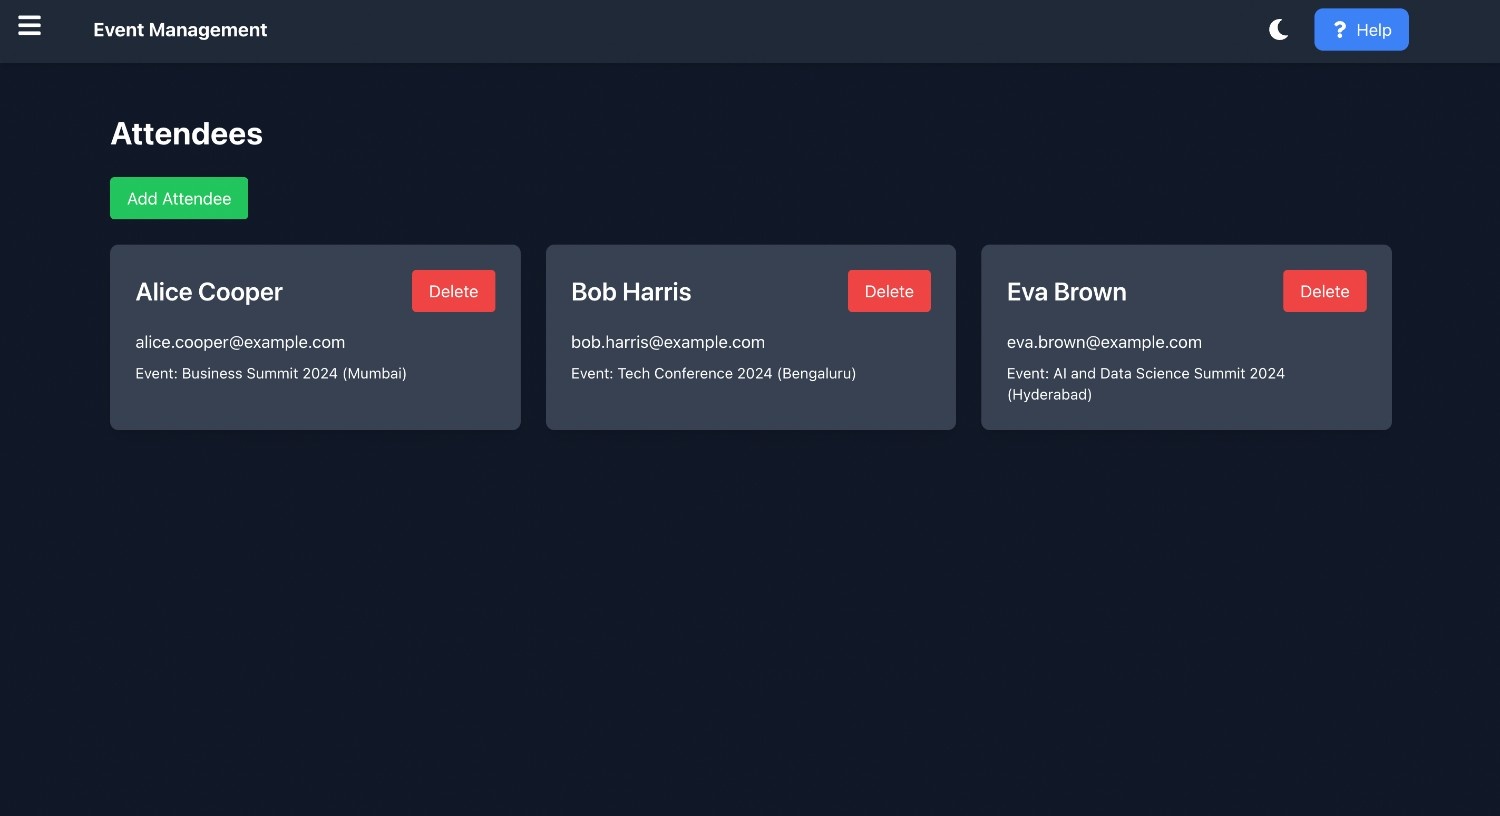 Event Management
? Help
Attendees
Add Attendee
Alice Cooper
Delete
alice.cooper@example.com
Event: Business Summit 2024 (Mumbai)
Bob Harris
Delete
bob.harris@example.com
Event: Tech Conference 2024 (Bengaluru)
Eva Brown
Delete
eva.brown@example.com
Event: AI and Data Science Summit 2024
(Hyderabad)